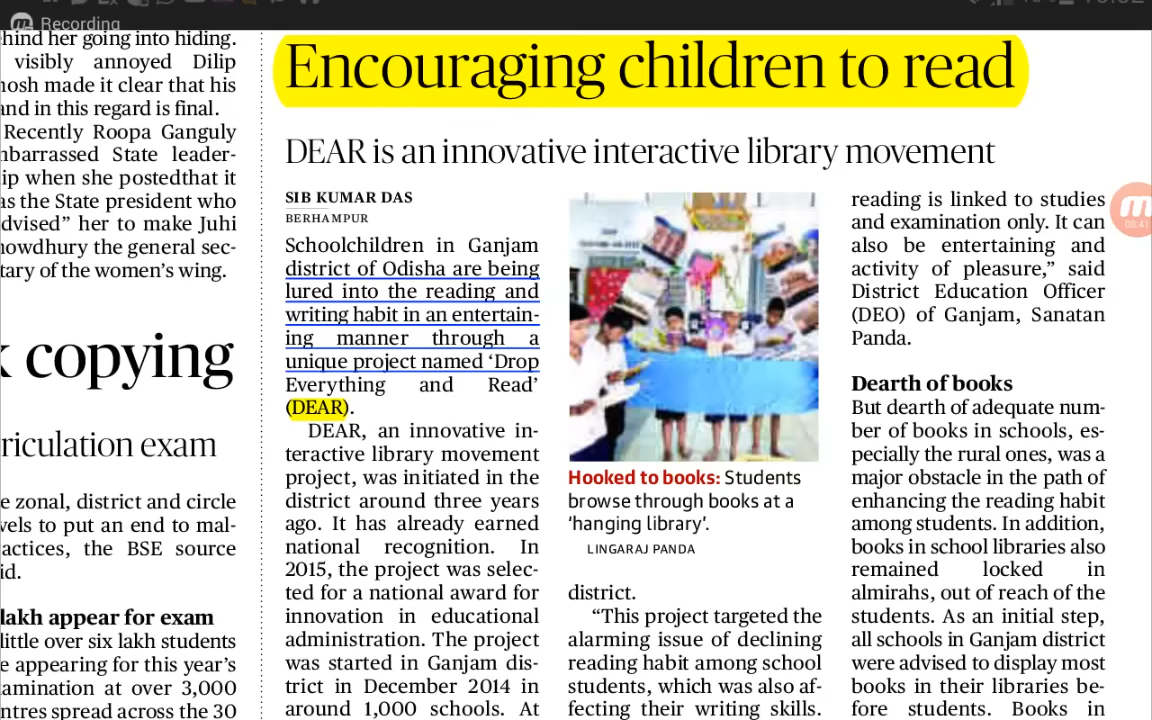 Recording
hind her going into hiding.
visibly annoyed Dilip
hosh made it clear that his
and in this regard is final.
Recently Roopa Ganguly
mbarrassed State leader-
ip when she postedthat it
as the State president who
dvised” her to make Juhi
howdhury the general sec-
tary of the women’s wing.
copying
riculation exam
e zonal, district and circle
vels to put an end to mal-
actices, the BSE source
id.
lakh appear for exam
little over six lakh students
e appearing for this year’s
amination at over 3,000
ntres spread across the 30
Encouraging children to read
DEAR is an innovative interactive library movement
SIB KUMAR DAS
BERHAMPUR
Schoolchildren in Ganjam
district of Odisha are being
lured into the reading and
writing habit in an entertain-
ing manner through a
unique project named ‘Drop
Everything and Read’
(DEAR).
DEAR, an innovative in-
teractive library movement
project, was initiated in the
district around three years
ago. It has already earned
national recognition. In
2015, the project was selec-
ted for a national award for
innovation in educational
administration. The project
was started in Ganjam dis-
trict in December 2014 in
around 1,000 schools. At
Hooked to books: Students
browse through books at a
‘hanging library’.
LINGARAJ PANDA
district.
“This project targeted the
alarming issue of declining
reading habit among school
students, which was also af-
fecting their writing skills.
reading is linked to studies
and examination only. It can
also be entertaining and
activity of pleasure,” said
District Education Officer
(DEO) of Ganjam, Sanatan
Panda.
Dearth of books
But dearth of adequate num-
ber of books in schools, es-
pecially the rural ones, was a
major obstacle in the path of
enhancing the reading habit
among students. In addition,
books in school libraries also
remained locked in
almirahs, out of reach of the
students. As an initial step,
all schools in Ganjam district
were advised to display most
books in their libraries be-
fore students. Books in
08:41